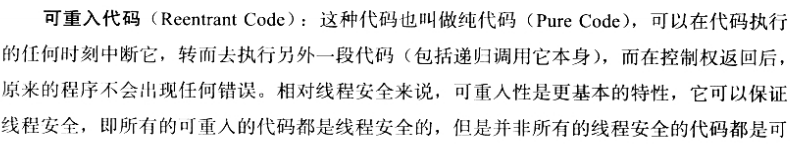 可重入代码（Reentrant Code）：这种代码也叫做纯代码（Pure Code），可以在代码执行
的任何时刻中断它，转而去执行另外一段代码（包括递归调用它本身），而在控制权返回后，
原来的程序不会出现任何错误。相对线程安全来说，可重入性是更基本的特性，它可以保证
线程安全，即所有的可重入的代码都是线程安全的，但是并非所有的线程安全的代码都是可